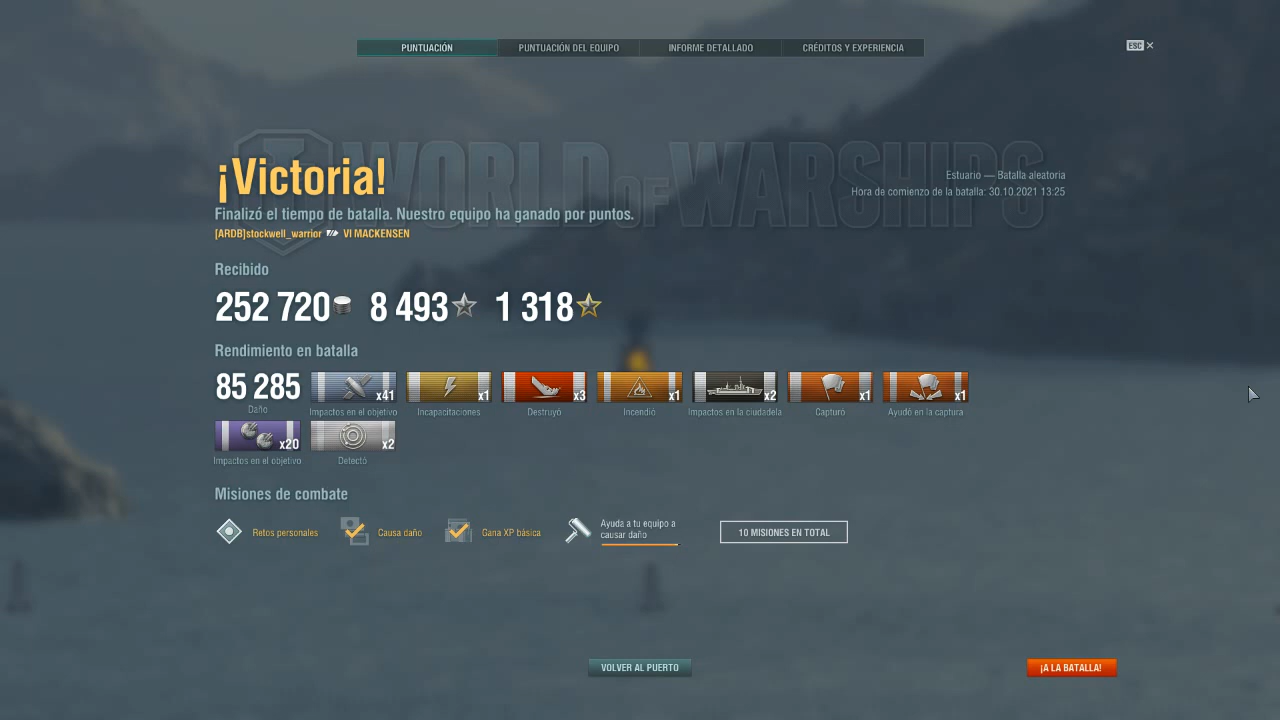 PUNTUACIÓN PUNTUACIÓN DEL EQUIPO INFORME DETALLADO CRÉDITOS Y EXPERIENCIA ESC ×
WORLD OF WARSHIPS
¡Victoria!
Estuario — Batalla aleatoria
Hora de comienzo de la batalla: 30.10.2021 13:25
Finalizó el tiempo de batalla. Nuestro equipo ha ganado por puntos.
[ARDB]stockwell_warrior VI MACKENSEN
Recibido
252 720 8 493 1 318
Rendimiento en batalla
85 285 x41 x1 x3 x1 x2 x1 x1
Daño Impactos en el objetivo Incapacitaciones Destruyó Incendió Impactos en la ciudadela Capturó Ayudó en la captura
x20 x2
Impactos en el objetivo Detectó
Misiones de combate
Retos personales Causa daño Gana XP básica Ayuda a tu equipo a
causar daño
10 MISIONES EN TOTAL
VOLVER AL PUERTO ¡A LA BATALLA!